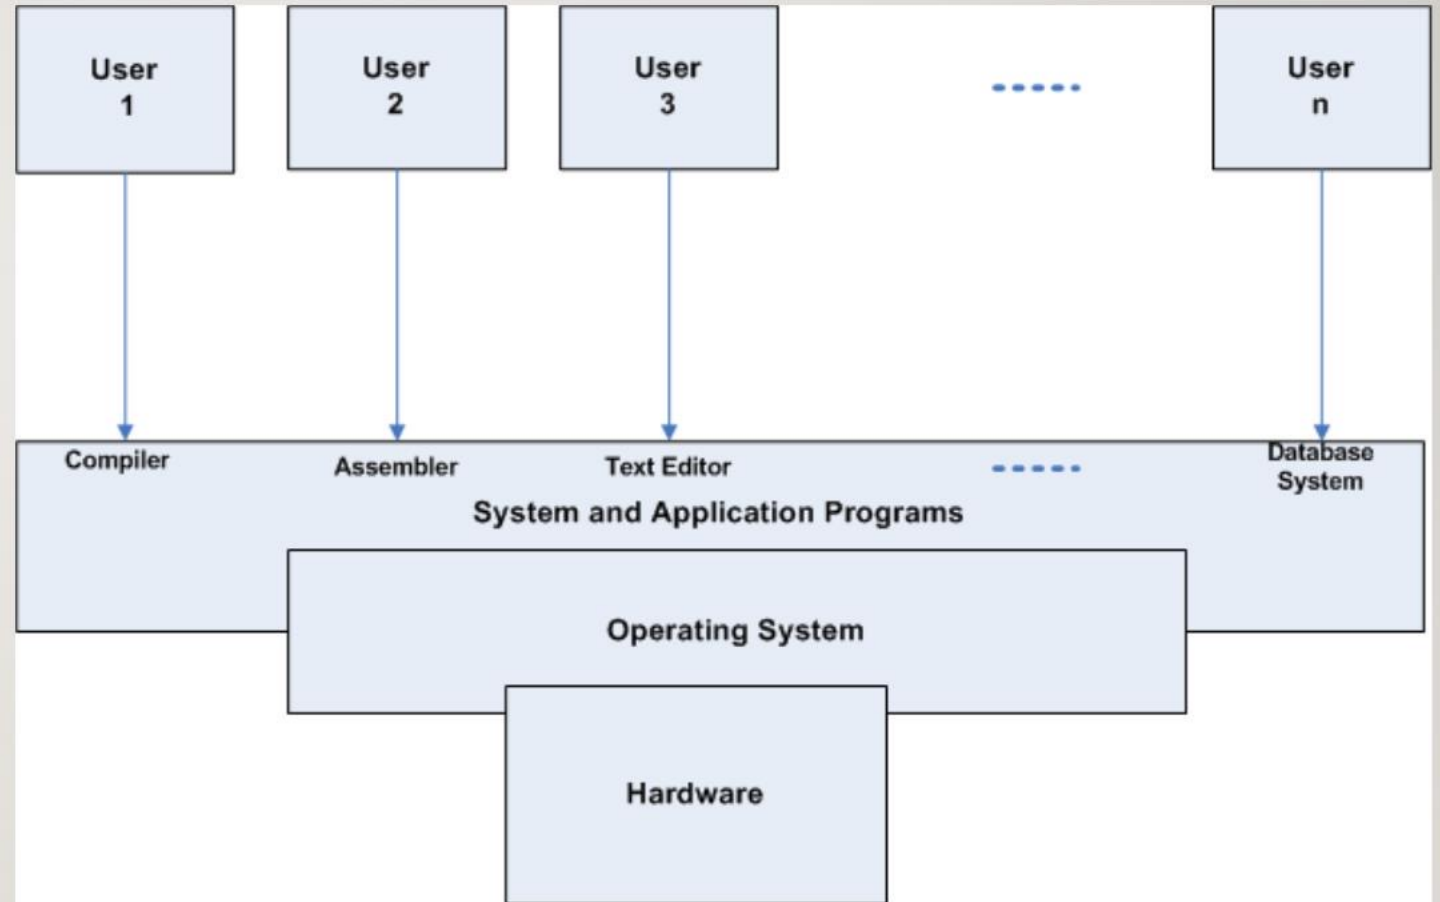 User
1
User
2
User
3
User
n
Compiler
Assembler
Text Editor
Database
System
System and Application Programs
Operating System
Hardware